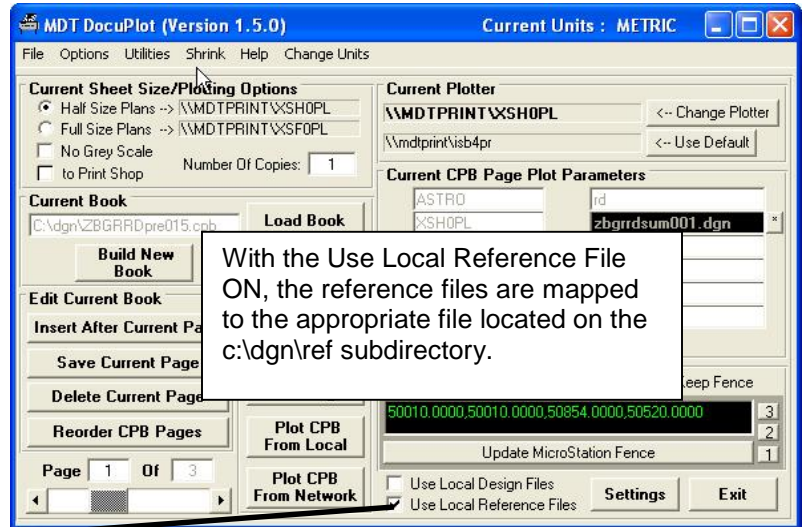 MDT DocuPlot (Version 1.5.0) Current Units : METRIC
File Options Utilities Shrink Help Change Units
Current Sheet Size/Plotting Options
Half Size Plans --> \\MDTPRINT\XSH0PL
Full Size Plans --> \\MDTPRINT\XSF0PL
No Grey Scale
to Print Shop
Number Of Copies: 1
Current Plotter
\\MDTPRINT\XSH0PL <-- Change Plotter
\\mdtprint\isb4pr <-- Use Default
Current CPB Page Plot Parameters
ASTRO rd
XSH0PL zbgrrdsum001.dgn *
Current Book
C:\dgn\ZBGRRDpre015.cpb Load Book
Build New
Book
With the Use Local Reference File
ON, the reference files are mapped
to the appropriate file located on the
c:\dgn\ref subdirectory.
Edit Current Book
Insert After Current Pa
Save Current Page
Delete Current Page
Reorder CPB Pages
Page 1 Of 3
Plot CPB
From Local
Plot CPB
From Network
eep Fence
50010.0000,50010.0000,50854.0000,50520.0000
3
2
1
Update MicroStation Fence
Use Local Design Files
Use Local Reference Files
Settings Exit